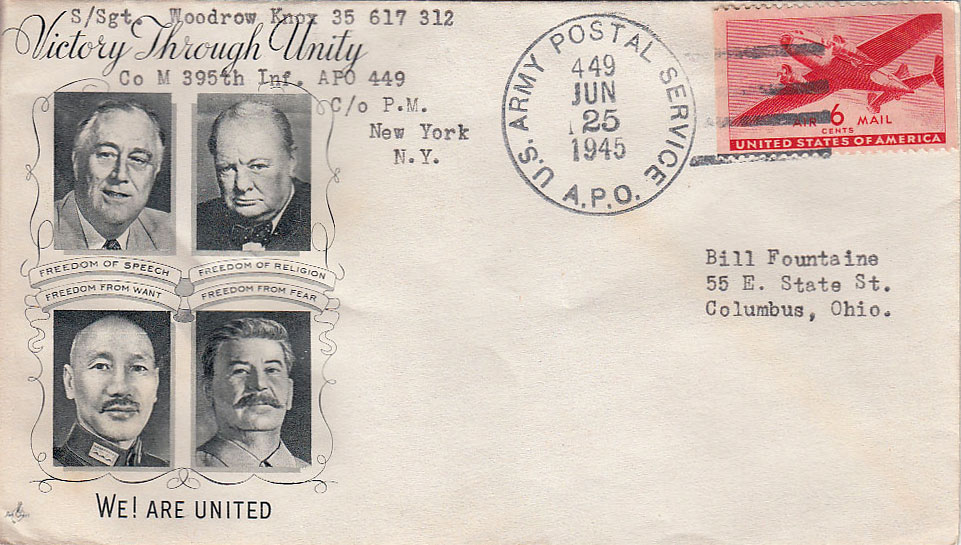 S/Sgt. Woodrow Knox 35 617 312
Victory Through Unity
Co M 395th Inf. APO 449
C/o P.M.
New York
N.Y.
U.S. ARMY POSTAL SERVICE
449
JUN
25
1945
A.P.O.
AIR 6 MAIL
CENTS
UNITED STATES OF AMERICA
Bill Fountaine
55 E. State St.
Columbus, Ohio.
FREEDOM OF SPEECH
FREEDOM OF RELIGION
FREEDOM FROM WANT
FREEDOM FROM FEAR
WE! ARE UNITED